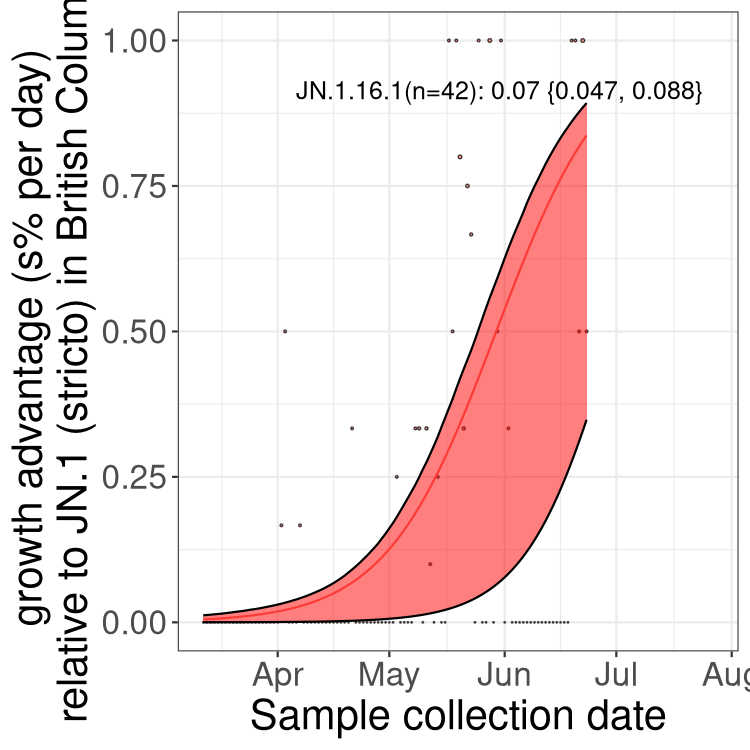 growth advantage (s% per day)
relative to JN.1 (stricto) in British Colum
1.00
0.75
0.50
0.25
0.00
JN.1.16.1(n=42): 0.07 {0.047, 0.088}
Apr May Jun Jul Aug
Sample collection date